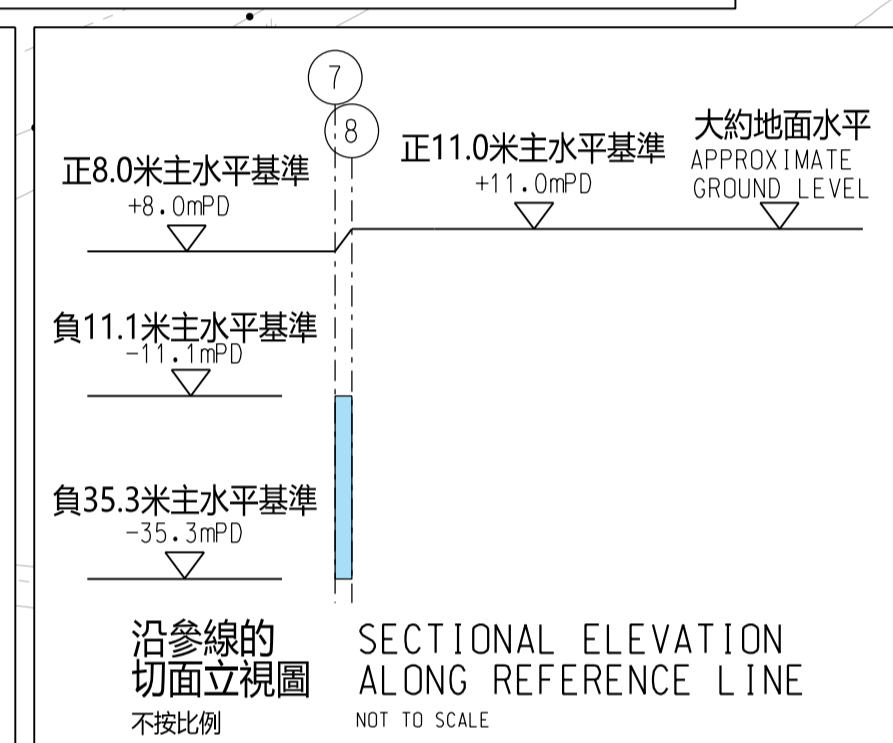 7
8
大約地面水平
APPROXIMATE
GROUND LEVEL
正11.0米主水平基準
+11.0mPD
正8.0米主水平基準
+8.0mPD
負11.1米主水平基準
-11.1mPD
負35.3米主水平基準
-35.3mPD
沿參線的
切面立視圖
不按比例
SECTIONAL ELEVATION
ALONG REFERENCE LINE
NOT TO SCALE